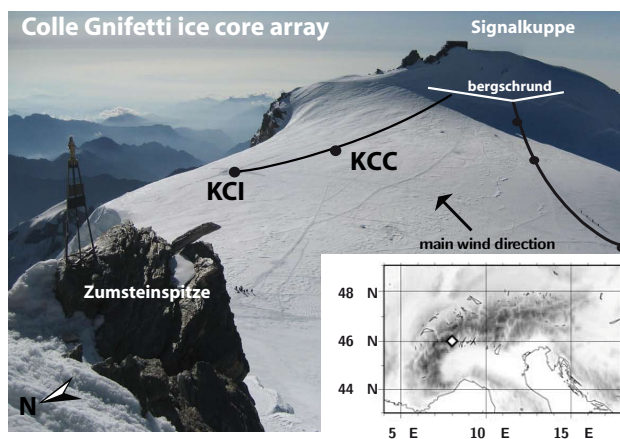 Colle Gnifetti ice core array
Signalkuppe
bergschrund
KCC
KCI
main wind direction
Zumsteinspitze
N
48 N
46 N
44 N
5 E 10 E 15 E